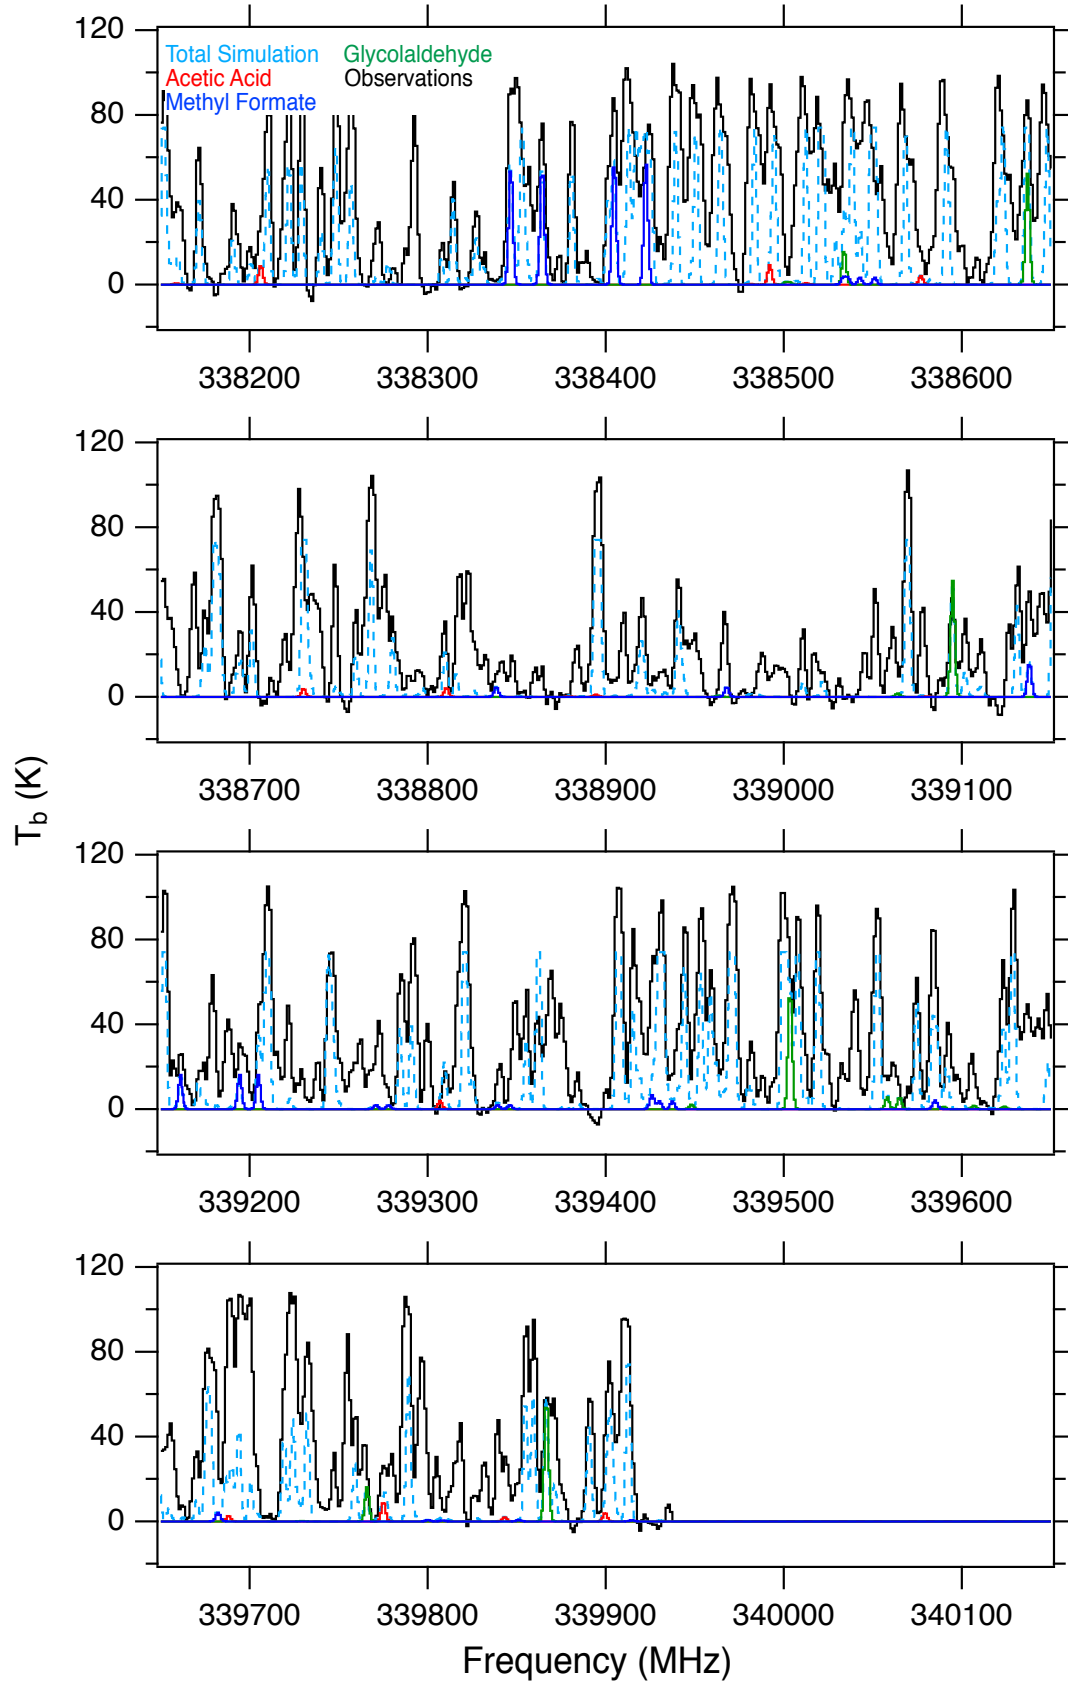 120
80
40
0
Total Simulation Glycolaldehyde
Acetic Acid Observations
Methyl Formate
338200 338300 338400 338500 338600
120
80
40
0
338700 338800 338900 339000 339100
T_b (K)
120
80
40
0
339200 339300 339400 339500 339600
120
80
40
0
339700 339800 339900 340000 340100
Frequency (MHz)